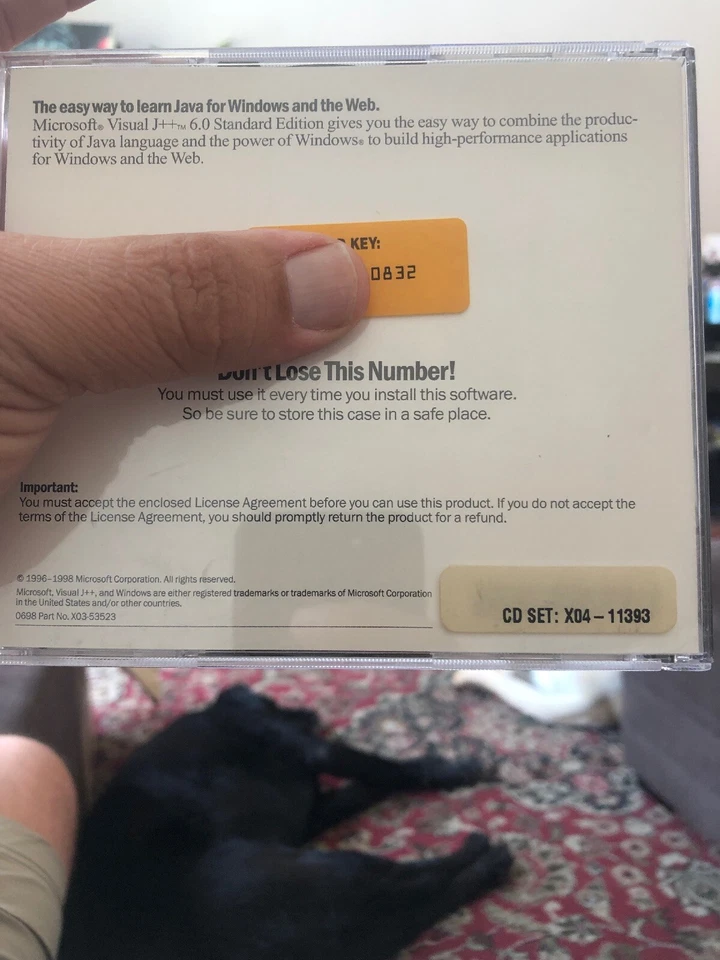 The easy way to learn Java for Windows and the Web.
Microsoft® Visual J++™ 6.0 Standard Edition gives you the easy way to combine the produc-
tivity of Java language and the power of Windows® to build high-performance applications
for Windows and the Web.
KEY:
0832
Don't Lose This Number!
You must use it every time you install this software.
So be sure to store this case in a safe place.
Important:
You must accept the enclosed License Agreement before you can use this product. If you do not accept the
terms of the License Agreement, you should promptly return the product for a refund.
© 1996–1998 Microsoft Corporation. All rights reserved.
Microsoft, Visual J++, and Windows are either registered trademarks or trademarks of Microsoft Corporation
in the United States and/or other countries.
0698 Part No. X03-53523
CD SET: X04–11393